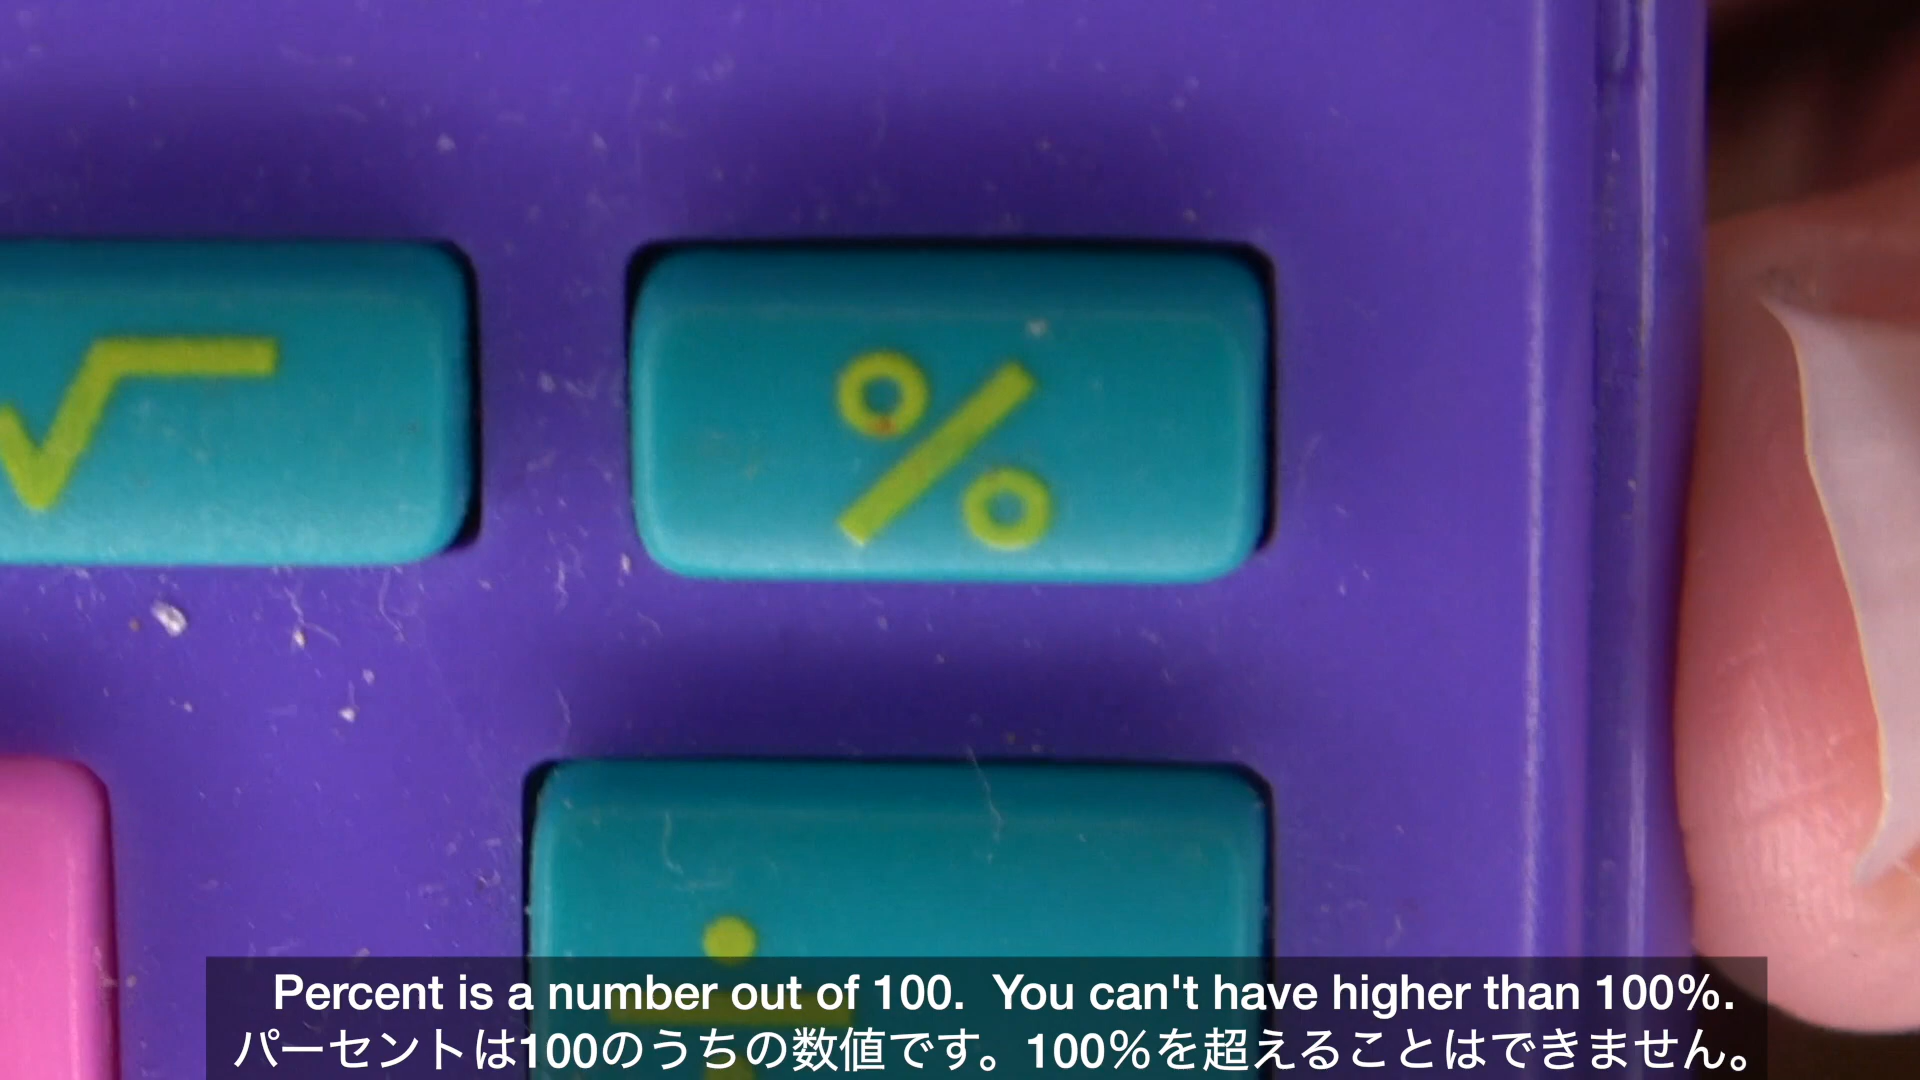 √ %
÷
Percent is a number out of 100. You can't have higher than 100%.
パーセントは100のうちの数値です。100%を超えることはできません。